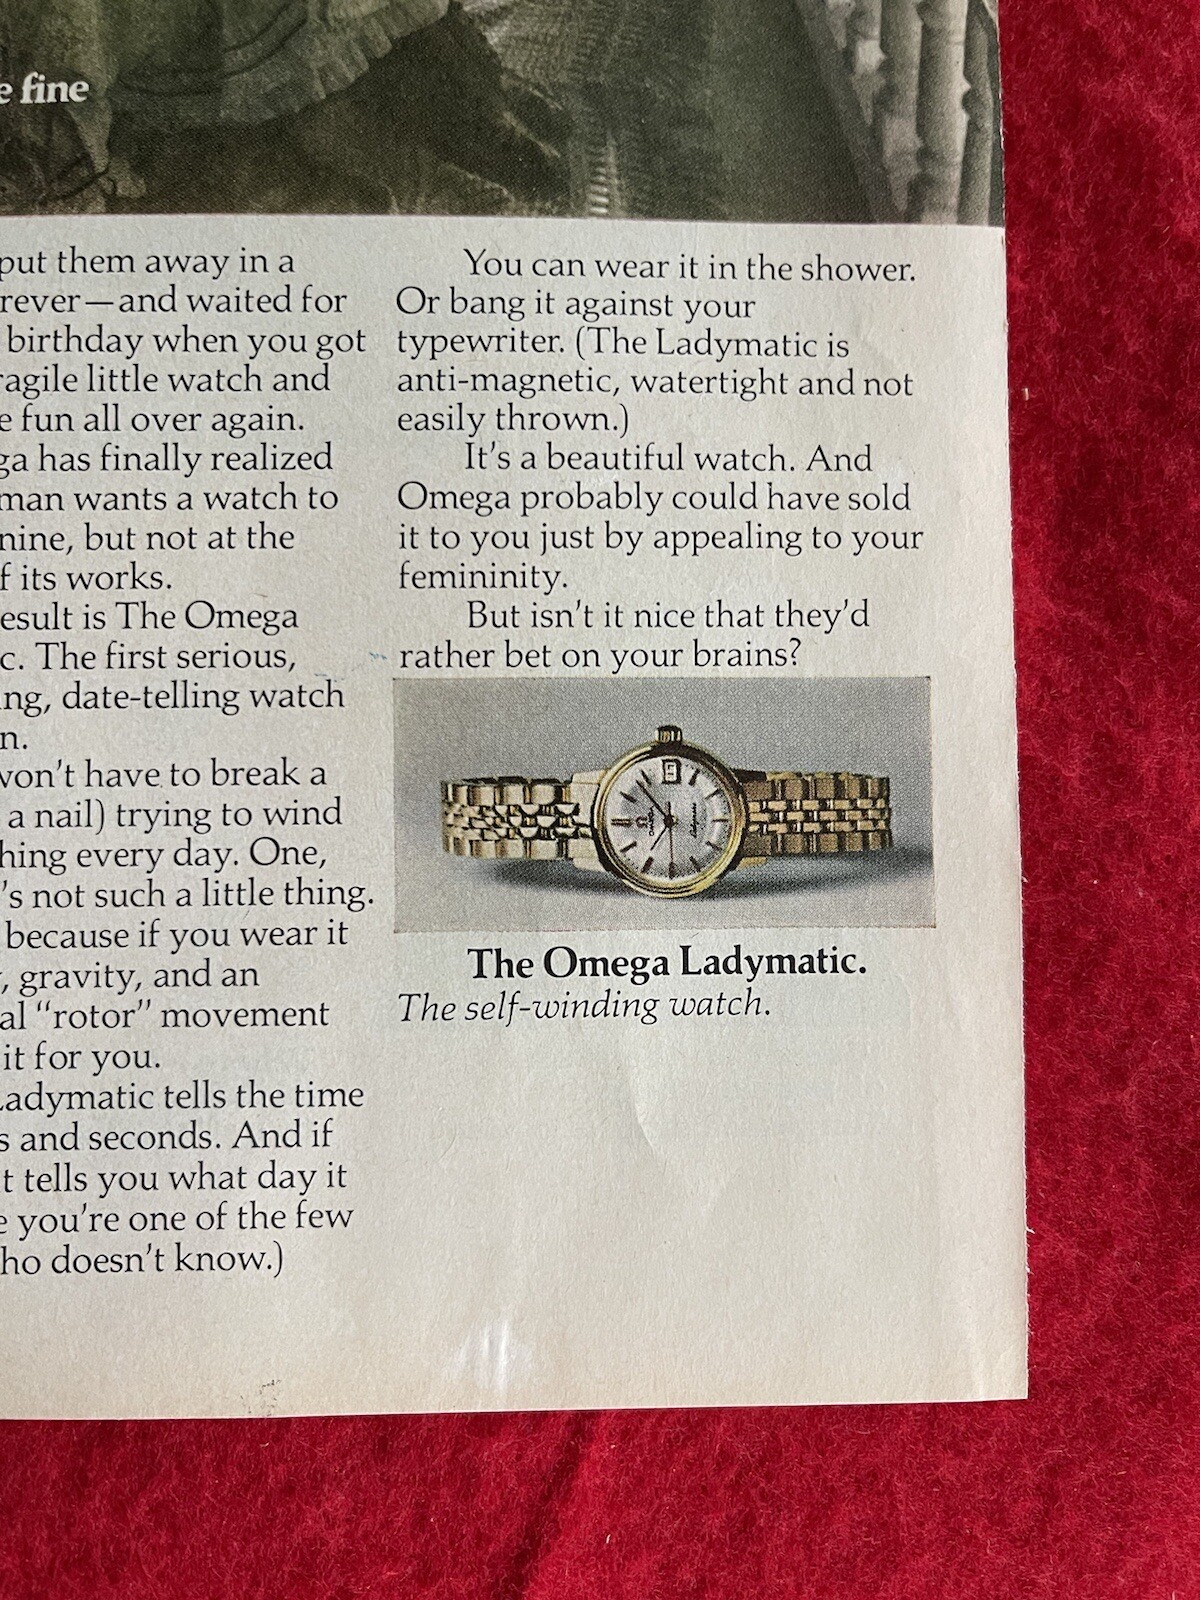 e fine
put them away in a
rever—and waited for
birthday when you got
ragile little watch and
e fun all over again.
ga has finally realized
man wants a watch to
nine, but not at the
f its works.
esult is The Omega
c. The first serious,
ing, date-telling watch
n.
won't have to break a
a nail) trying to wind
hing every day. One,
's not such a little thing.
because if you wear it
, gravity, and an
al “rotor” movement
it for you.
Ladymatic tells the time
s and seconds. And if
t tells you what day it
e you're one of the few
ho doesn't know.)
You can wear it in the shower.
Or bang it against your
typewriter. (The Ladymatic is
anti-magnetic, watertight and not
easily thrown.)
It's a beautiful watch. And
Omega probably could have sold
it to you just by appealing to your
femininity.
But isn't it nice that they'd
rather bet on your brains?
Ω
OMEGA
Ladymatic
The Omega Ladymatic.
The self-winding watch.